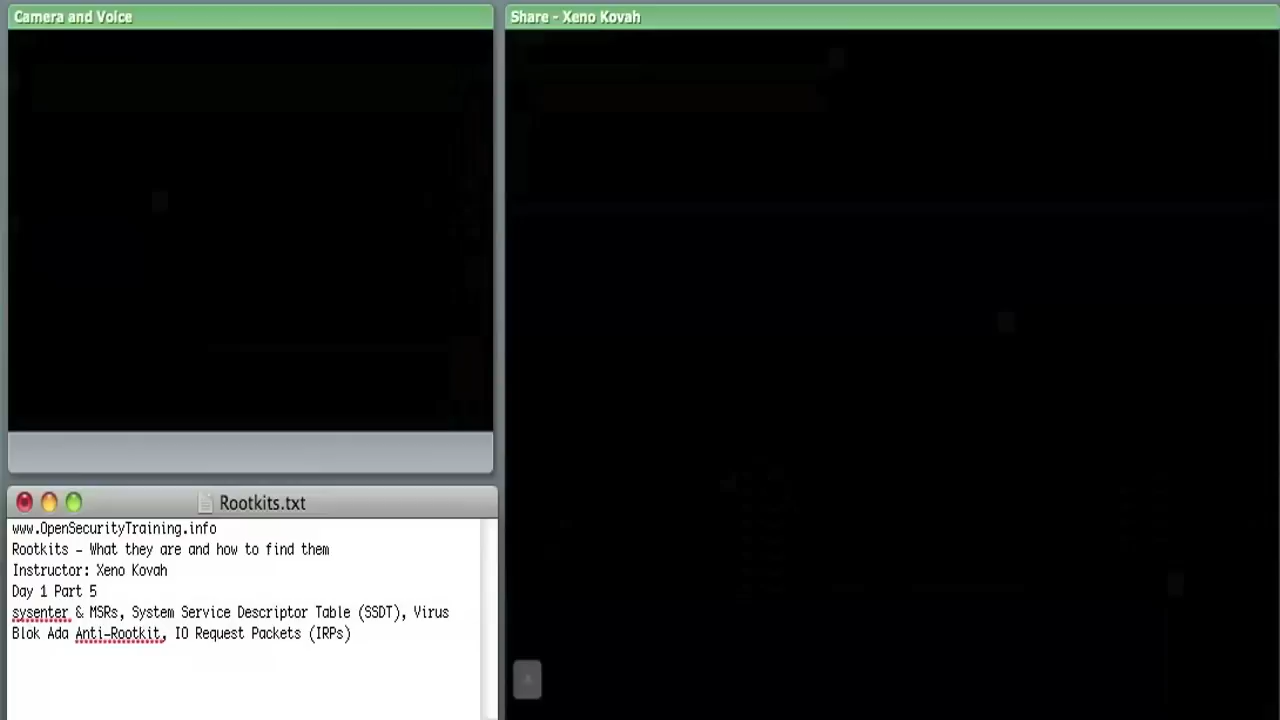 Camera and Voice
Share - Xeno Kovah
Rootkits.txt
www.OpenSecurityTraining.info
Rootkits - What they are and how to find them
Instructor: Xeno Kovah
Day 1 Part 5
sysenter & MSRs, System Service Descriptor Table (SSDT), Virus
Blok Ada Anti-Rootkit, IO Request Packets (IRPs)